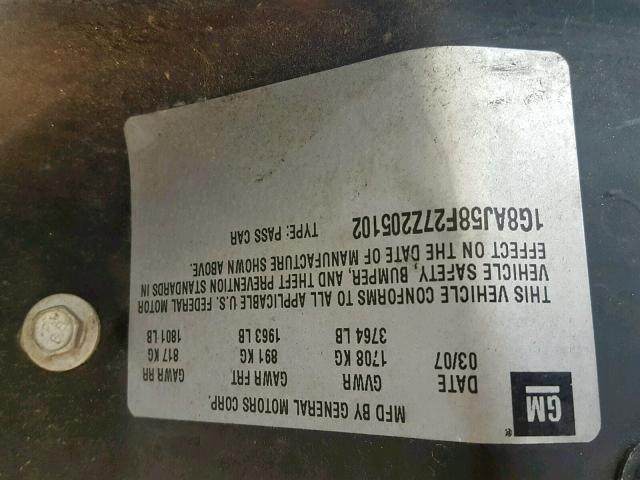 GM®
MFD BY GENERAL MOTORS CORP.
DATE GVWR GAWR FRT GAWR RR
03/07 1708 KG 891 KG 817 KG
3764 LB 1963 LB 1801 LB
THIS VEHICLE CONFORMS TO ALL APPLICABLE U.S. FEDERAL MOTOR
VEHICLE SAFETY, BUMPER, AND THEFT PREVENTION STANDARDS IN
EFFECT ON THE DATE OF MANUFACTURE SHOWN ABOVE.
1G8AJ58F27Z205102 TYPE: PASS CAR